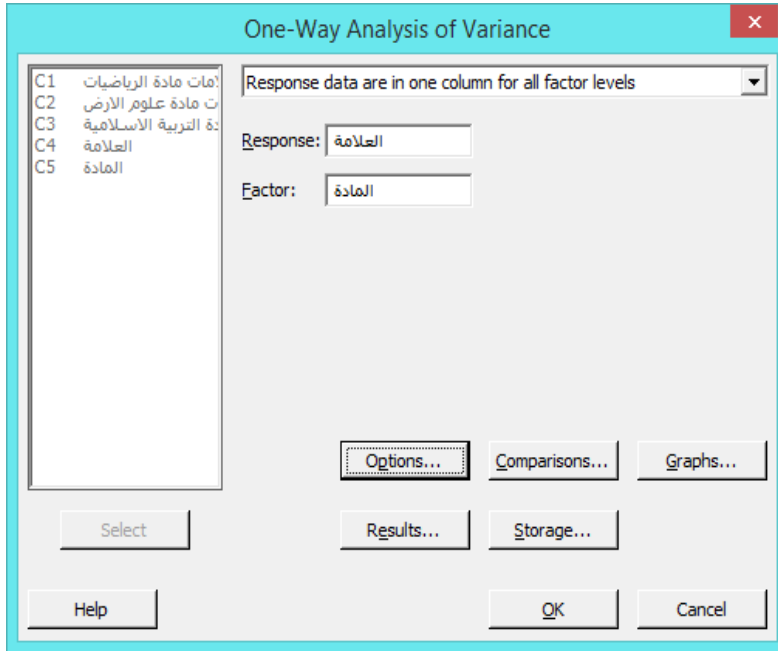 One-Way Analysis of Variance
C1 مات مادة الرياضيات
C2 ت مادة علوم الارض
C3 دة التربية الاسلامية
C4 العلامة
C5 المادة
Response data are in one column for all factor levels
Response: العلامة
Factor: المادة
Options... Comparisons... Graphs...
Select Results... Storage...
Help OK Cancel